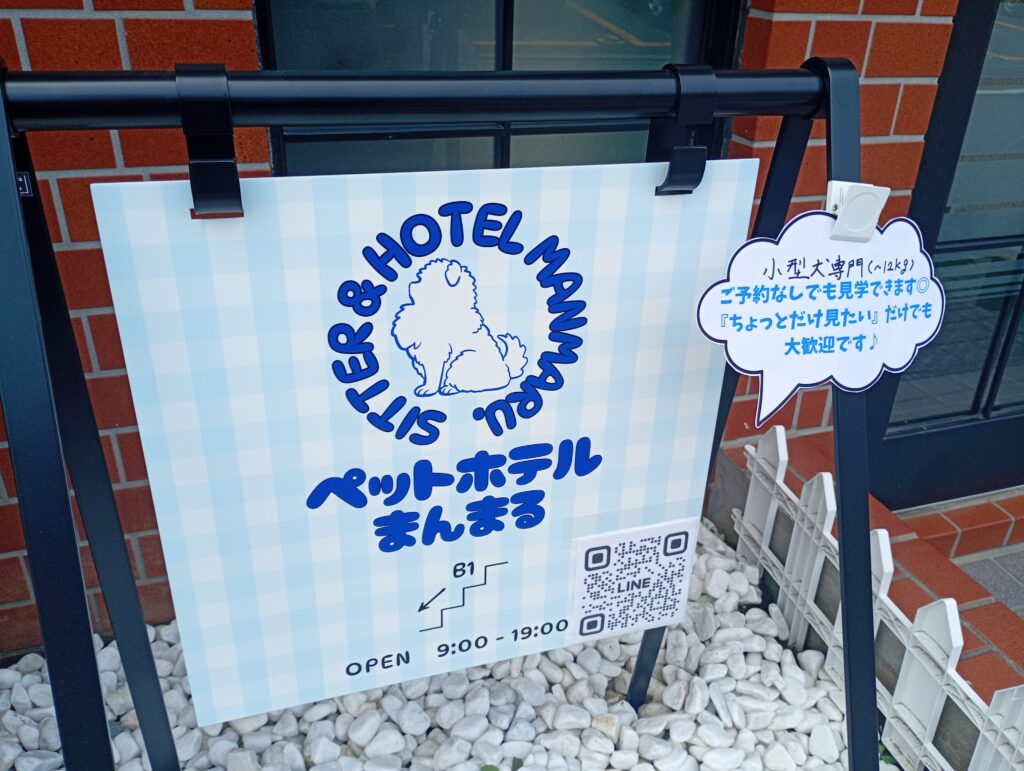 SITTER & HOTEL MANMARU.
ペットホテル
まんまる
B1
OPEN 9:00 - 19:00
LINE
小型犬専門(~12kg)
ご予約なしでも見学できます◎
『ちょっとだけ見たい』だけでも
大歓迎です♪